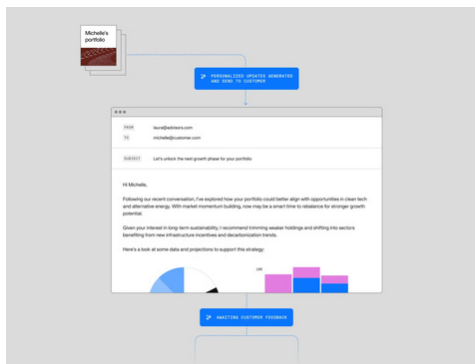 Michelle's
portfolio
PERSONALIZED UPDATES GENERATED
AND SEND TO CUSTOMER
FROM laura@advisors.com
TO michelle@customer.com
SUBJECT Let's unlock the next growth phase for your portfolio
Hi Michelle,
Following our recent conversation, I've explored how your portfolio could better align with opportunities in clean tech
and alternative energy. With market momentum building, now may be a smart time to rebalance for stronger growth
potential.
Given your interest in long-term sustainability, I recommend trimming weaker holdings and shifting into sectors
benefiting from new infrastructure incentives and decarbonization trends.
Here's a look at some data and projections to support this strategy:
AWAITING CUSTOMER FEEDBACK